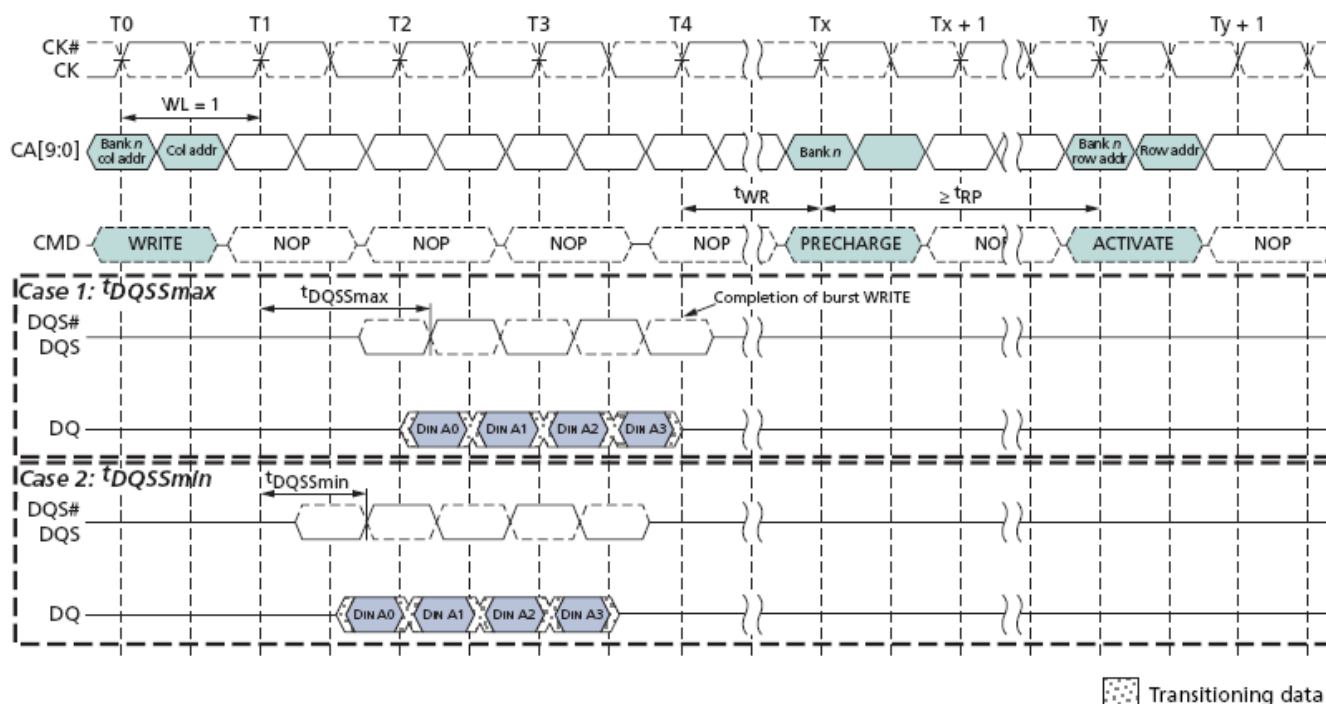 T0 T1 T2 T3 T4 Tx Tx + 1 Ty Ty + 1
CK#
CK
WL = 1
CA[9:0] Bank n col addr Col addr Bank n Bank n row addr Row addr
tWR ≥ tRP
CMD WRITE NOP NOP NOP NOP PRECHARGE NOP ACTIVATE NOP
Case 1: tDQSSmax
tDQSSmax
Completion of burst WRITE
DQS#
DQS
DQ DIN A0 DIN A1 DIN A2 DIN A3
Case 2: tDQSSmin
tDQSSmin
DQS#
DQS
DQ DIN A0 DIN A1 DIN A2 DIN A3
Transitioning data